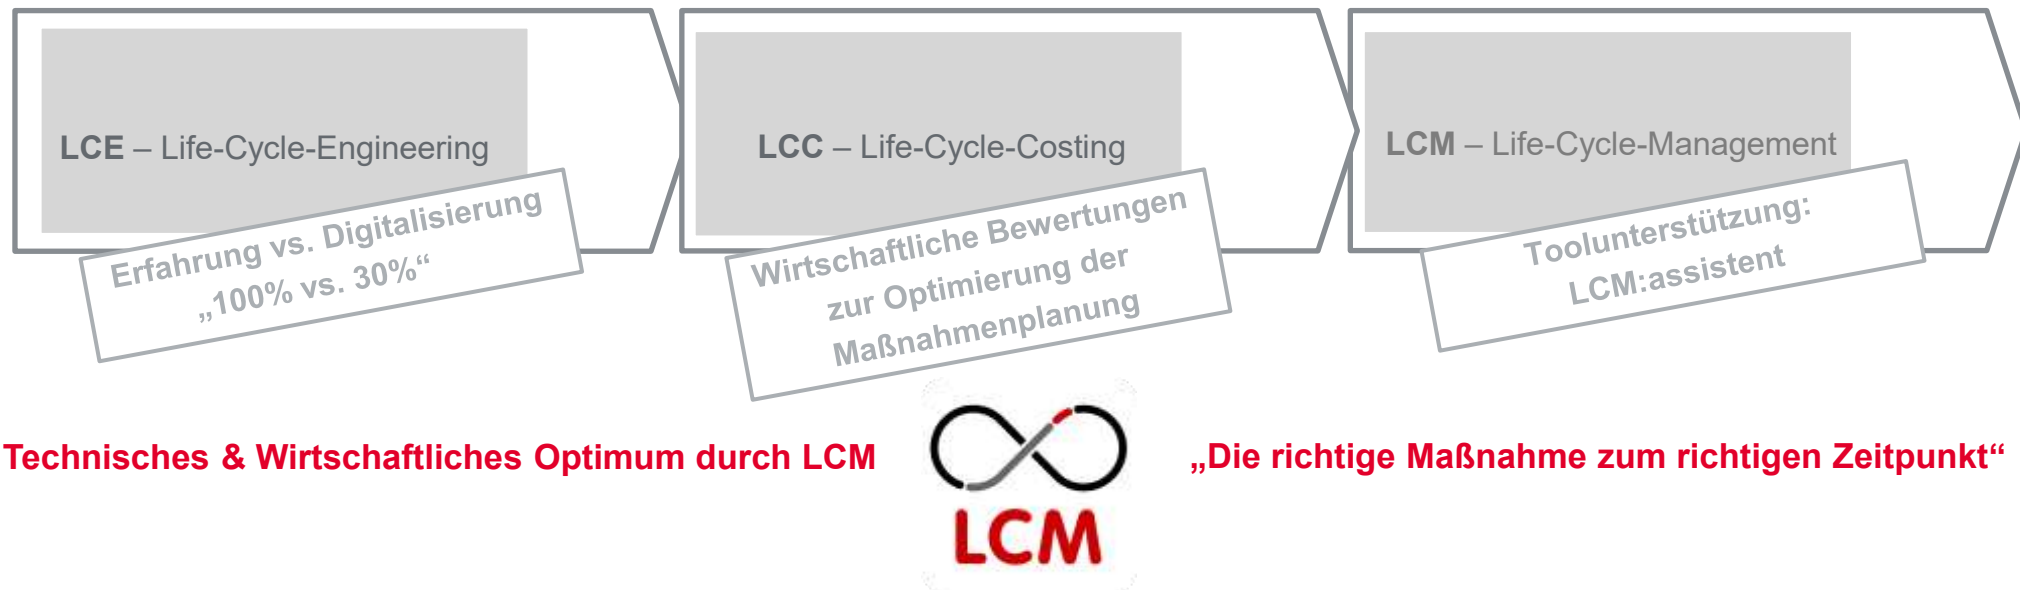 LCE – Life-Cycle-Engineering
Erfahrung vs. Digitalisierung
„100% vs. 30%“
LCC – Life-Cycle-Costing
Wirtschaftliche Bewertungen
zur Optimierung der
Maßnahmenplanung
LCM – Life-Cycle-Management
Toolunterstützung:
LCM:assistent
Technisches & Wirtschaftliches Optimum durch LCM
LCM
„Die richtige Maßnahme zum richtigen Zeitpunkt“